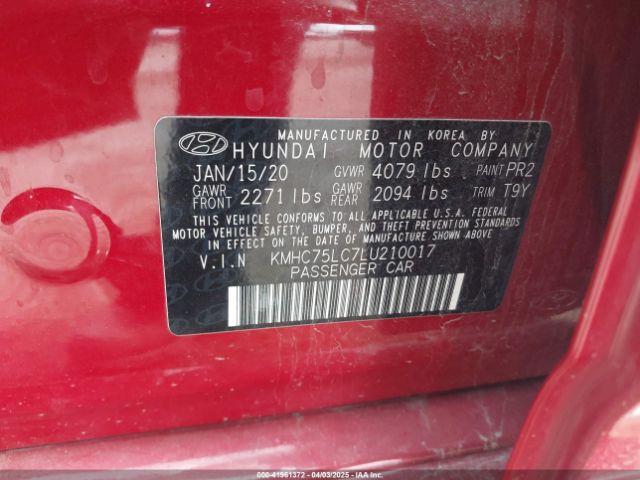 MANUFACTURED IN KOREA BY
HYUNDAI MOTOR COMPANY
JAN/15/20 GVWR 4079 lbs PAINT PR2
GAWR FRONT 2271 lbs GAWR REAR 2094 lbs TRIM T9Y
THIS VEHICLE CONFORMS TO ALL APPLICABLE U.S.A. FEDERAL
MOTOR VEHICLE SAFETY, BUMPER, AND THEFT PREVENTION STANDARDS
IN EFFECT ON THE DATE OF MANUFACTURE SHOWN ABOVE.
V.I.N KMHC75LC7LU210017
PASSENGER CAR
000-41961372 - 04/03/2025 - IAAI.COM